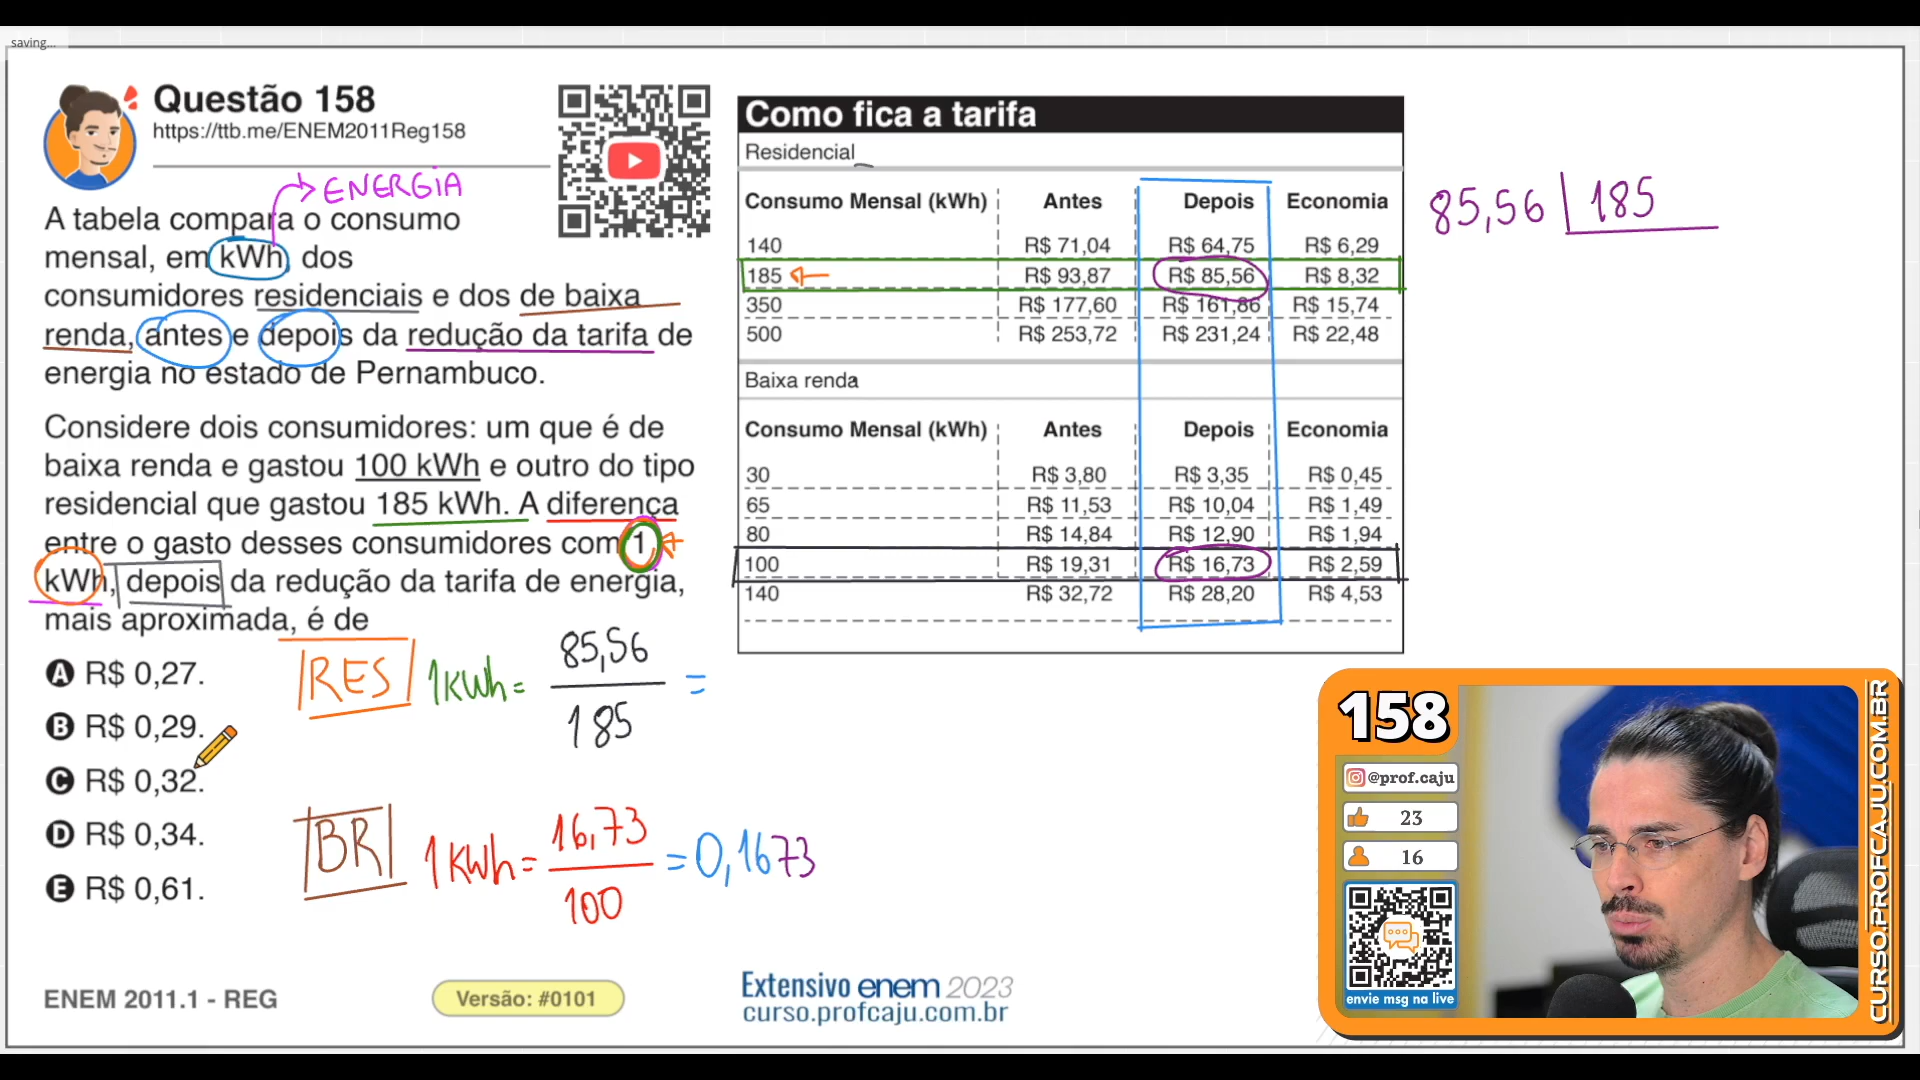 saving...
Questão 158
https://ttb.me/ENEM2011Reg158
ENERGIA
A tabela compara o consumo
mensal, em kWh, dos
consumidores residenciais e dos de baixa
renda, antes e depois da redução da tarifa de
energia no estado de Pernambuco.
Considere dois consumidores: um que é de
baixa renda e gastou 100 kWh e outro do tipo
residencial que gastou 185 kWh. A diferença
entre o gasto desses consumidores com 1
kWh, depois da redução da tarifa de energia,
mais aproximada, é de
A R$ 0,27.
B R$ 0,29.
C R$ 0,32.
D R$ 0,34.
E R$ 0,61.
RES 1kWh = 85,56 / 185 =
BR 1kWh = 16,73 / 100 = 0,1673
Como fica a tarifa
Residencial
Consumo Mensal (kWh) Antes Depois Economia
140 R$ 71,04 R$ 64,75 R$ 6,29
185 R$ 93,87 R$ 85,56 R$ 8,32
350 R$ 177,60 R$ 161,86 R$ 15,74
500 R$ 253,72 R$ 231,24 R$ 22,48
Baixa renda
Consumo Mensal (kWh) Antes Depois Economia
30 R$ 3,80 R$ 3,35 R$ 0,45
65 R$ 11,53 R$ 10,04 R$ 1,49
80 R$ 14,84 R$ 12,90 R$ 1,94
100 R$ 19,31 R$ 16,73 R$ 2,59
140 R$ 32,72 R$ 28,20 R$ 4,53
85,56 185
ENEM 2011.1 - REG
Versão: #0101
Extensivo enem 2023
curso.profcaju.com.br
158
@prof.caju
23
16
envie msg na live
CURSO.PROFCAJU.COM.BR